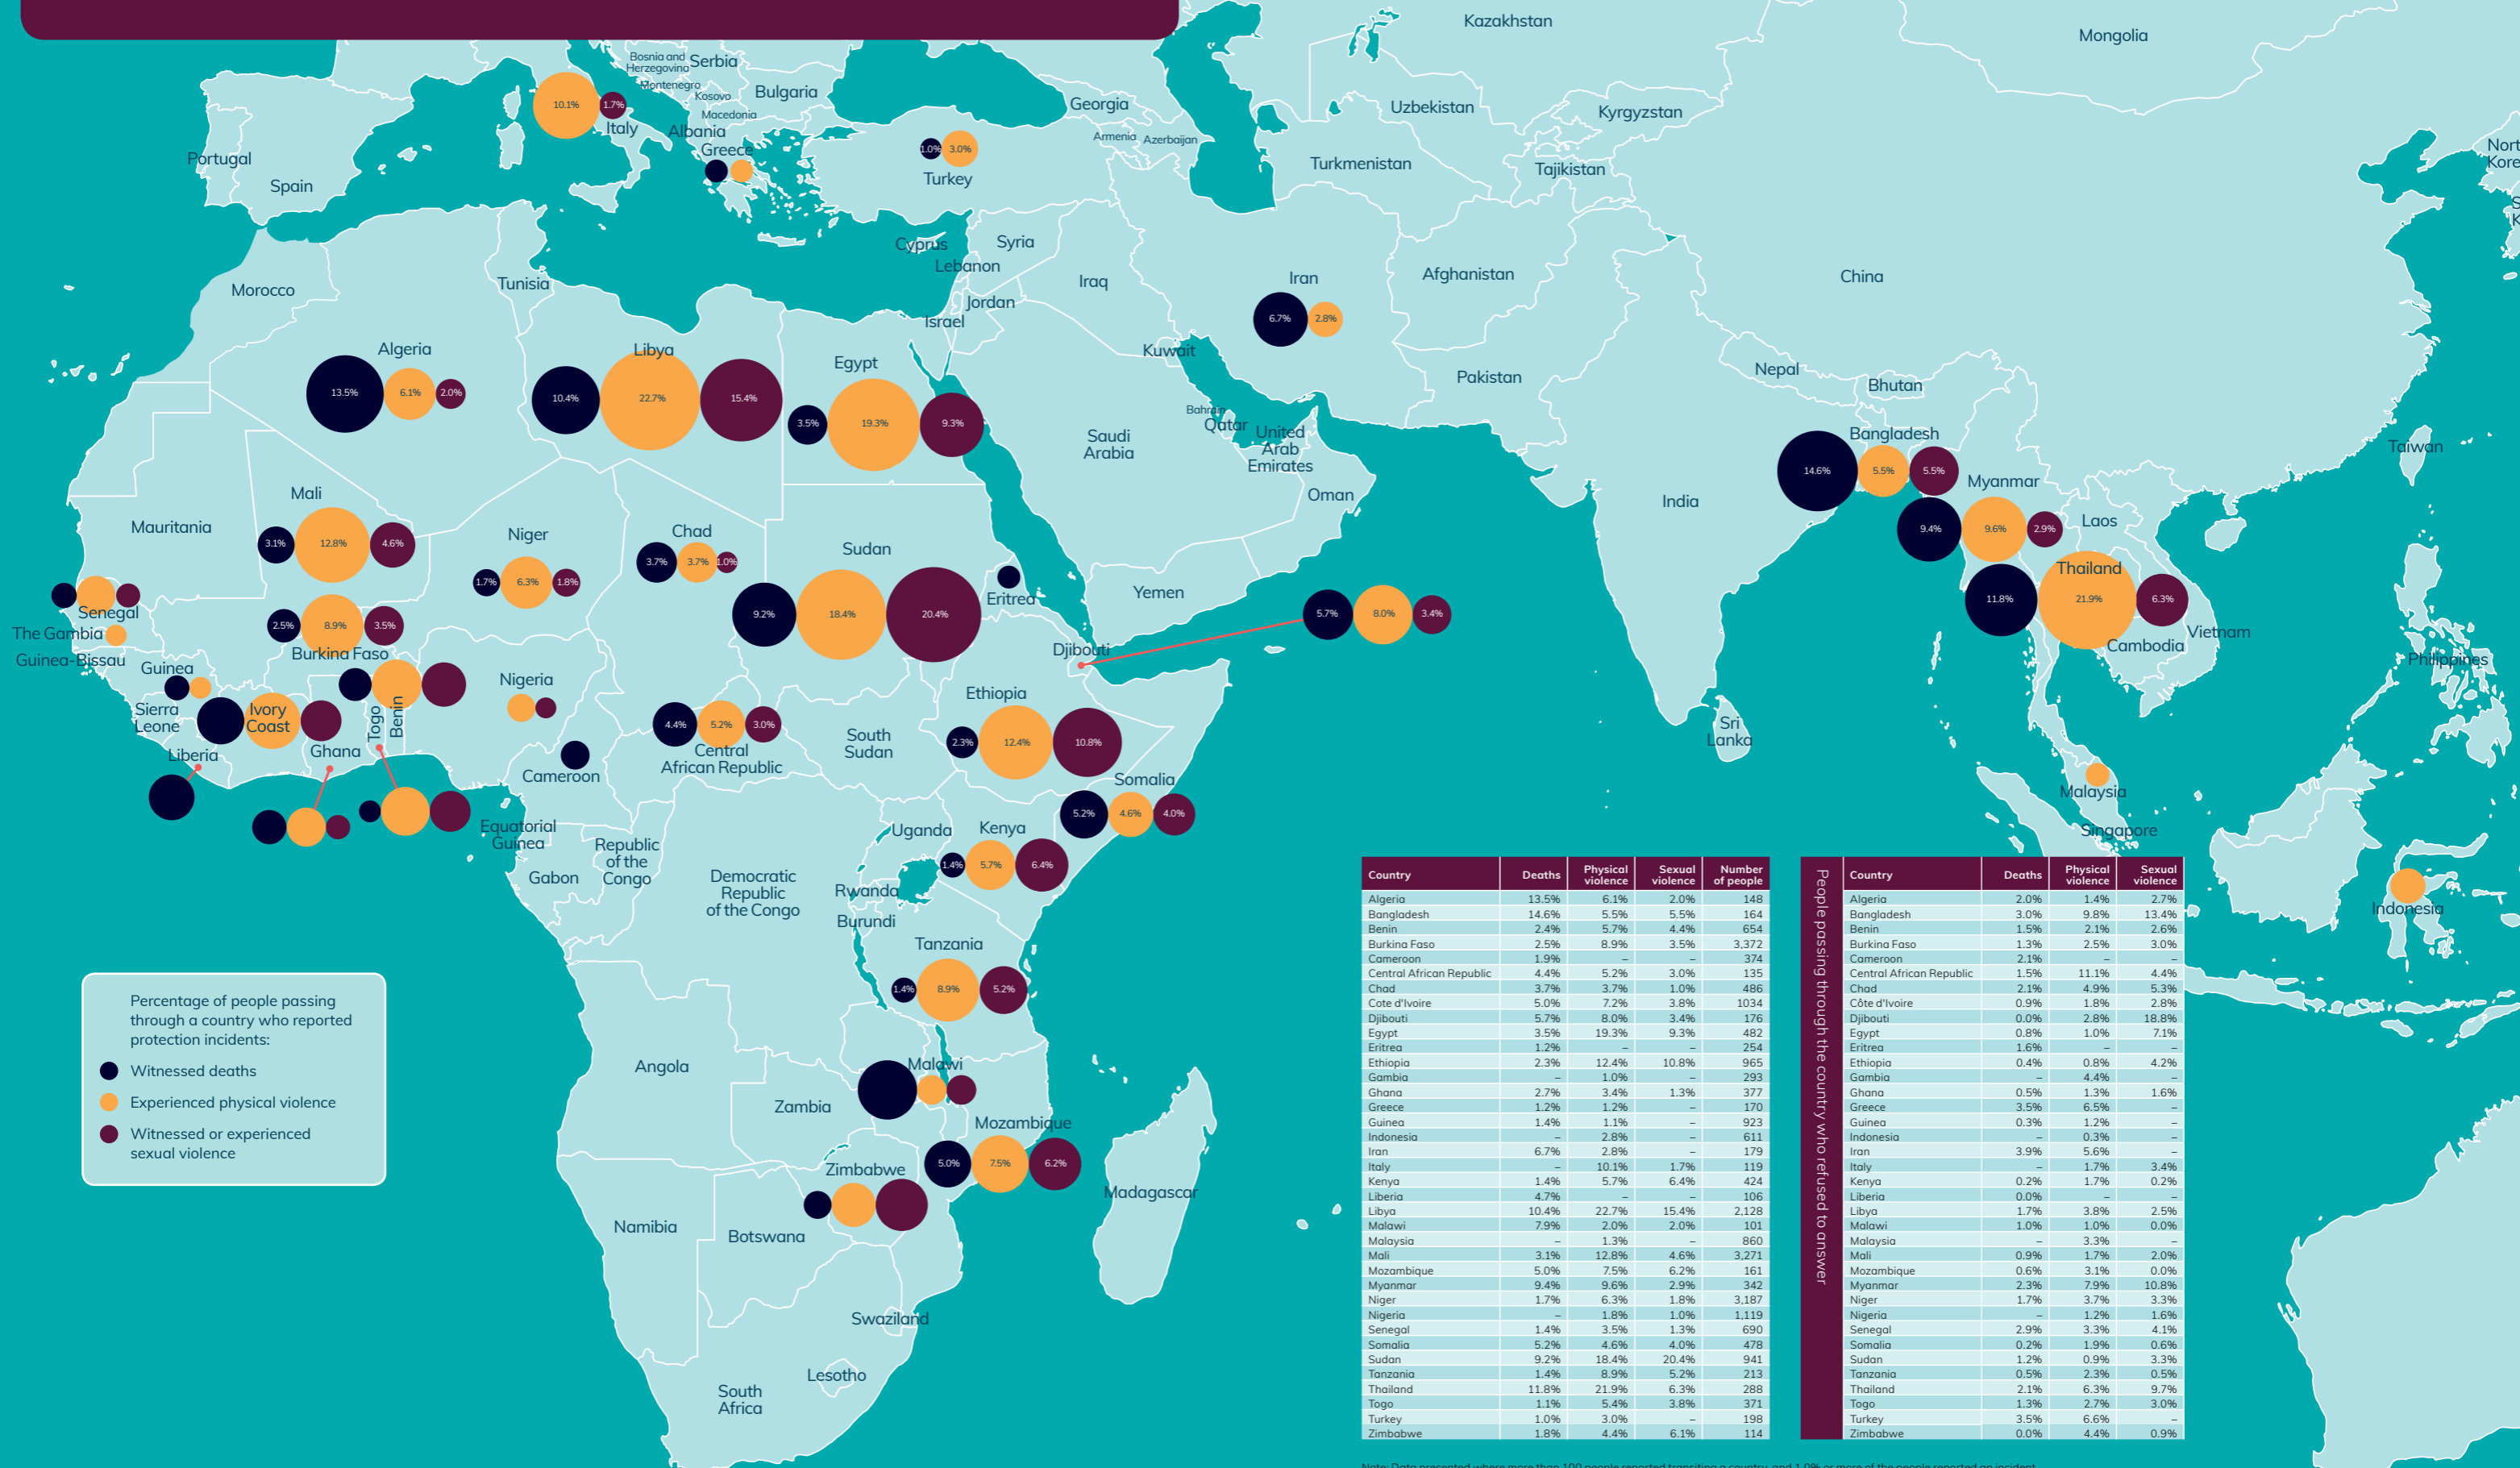 Kazakhstan
Mongolia
Bosnia and
Herzegovina
Serbia
Montenegro
Kosovo
Bulgaria
Macedonia
Georgia
Uzbekistan
Kyrgyzstan
10.1%
1.7%
Italy
Albania
Greece
Armenia
Azerbaijan
1.0%
3.0%
Turkey
Turkmenistan
Tajikistan
Portugal
Spain
Nort
Kore
S
K
Cyprus
Syria
Lebanon
Iraq
Iran
Afghanistan
China
Morocco
Tunisia
Jordan
Israel
6.7%
2.8%
Algeria
Libya
Egypt
Kuwait
Pakistan
Nepal
Bhutan
13.5%
6.1%
2.0%
10.4%
22.7%
15.4%
3.5%
19.3%
9.3%
Bahrain
Qatar
United
Arab
Emirates
Saudi
Arabia
Oman
Bangladesh
14.6%
5.5%
5.5%
Taiwan
India
Myanmar
9.4%
9.6%
2.9%
Laos
Mali
Mauritania
3.1%
12.8%
4.6%
Niger
1.7%
6.3%
1.8%
Chad
3.7%
3.7%
1.0%
Sudan
9.2%
18.4%
20.4%
Eritrea
Yemen
Thailand
11.8%
21.9%
6.3%
Senegal
The Gambia
Guinea-Bissau
2.5%
8.9%
3.5%
Burkina Faso
Djibouti
5.7%
8.0%
3.4%
Cambodia
Vietnam
Philippines
Guinea
Sierra
Leone
Ivory
Coast
Togo
Benin
Nigeria
Liberia
Ghana
Cameroon
4.4%
5.2%
3.0%
Central
African Republic
South
Sudan
Ethiopia
2.3%
12.4%
10.8%
Sri
Lanka
Somalia
5.2%
4.6%
4.0%
Malaysia
Singapore
Equatorial
Guinea
Gabon
Republic
of the
Congo
Democratic
Republic
of the Congo
Uganda
Kenya
1.4%
5.7%
6.4%
Rwanda
Burundi
Tanzania
1.4%
8.9%
5.2%
Indonesia
Percentage of people passing
through a country who reported
protection incidents:
Witnessed deaths
Experienced physical violence
Witnessed or experienced
sexual violence
Angola
Malawi
Zambia
Mozambique
5.0%
7.5%
6.2%
Zimbabwe
Madagascar
Namibia
Botswana
Swaziland
Lesotho
South
Africa
Country Deaths Physical violence Sexual violence Number of people
Algeria 13.5% 6.1% 2.0% 148
Bangladesh 14.6% 5.5% 5.5% 164
Benin 2.4% 5.7% 4.4% 654
Burkina Faso 2.5% 8.9% 3.5% 3,372
Cameroon 1.9% – – 374
Central African Republic 4.4% 5.2% 3.0% 135
Chad 3.7% 3.7% 1.0% 486
Cote d'Ivoire 5.0% 7.2% 3.8% 1034
Djibouti 5.7% 8.0% 3.4% 176
Egypt 3.5% 19.3% 9.3% 482
Eritrea 1.2% – – 254
Ethiopia 2.3% 12.4% 10.8% 965
Gambia – 1.0% – 293
Ghana 2.7% 3.4% 1.3% 377
Greece 1.2% 1.2% – 170
Guinea 1.4% 1.1% – 923
Indonesia – 2.8% – 611
Iran 6.7% 2.8% – 179
Italy – 10.1% 1.7% 119
Kenya 1.4% 5.7% 6.4% 424
Liberia 4.7% – – 106
Libya 10.4% 22.7% 15.4% 2,128
Malawi 7.9% 2.0% 2.0% 101
Malaysia – 1.3% – 860
Mali 3.1% 12.8% 4.6% 3,271
Mozambique 5.0% 7.5% 6.2% 161
Myanmar 9.4% 9.6% 2.9% 342
Niger 1.7% 6.3% 1.8% 3,187
Nigeria – 1.8% 1.0% 1,119
Senegal 1.4% 3.5% 1.3% 690
Somalia 5.2% 4.6% 4.0% 478
Sudan 9.2% 18.4% 20.4% 941
Tanzania 1.4% 8.9% 5.2% 213
Thailand 11.8% 21.9% 6.3% 288
Togo 1.1% 5.4% 3.8% 371
Turkey 1.0% 3.0% – 198
Zimbabwe 1.8% 4.4% 6.1% 114
People passing through the country who refused to answer
Country Deaths Physical violence Sexual violence
Algeria 2.0% 1.4% 2.7%
Bangladesh 3.0% 9.8% 13.4%
Benin 1.5% 2.1% 2.6%
Burkina Faso 1.3% 2.5% 3.0%
Cameroon 2.1% – –
Central African Republic 1.5% 11.1% 4.4%
Chad 2.1% 4.9% 5.3%
Côte d'Ivoire 0.9% 1.8% 2.8%
Djibouti 0.0% 2.8% 18.8%
Egypt 0.8% 1.0% 7.1%
Eritrea 1.6% – –
Ethiopia 0.4% 0.8% 4.2%
Gambia – 4.4% –
Ghana 0.5% 1.3% 1.6%
Greece 3.5% 6.5% –
Guinea 0.3% 1.2% –
Indonesia – 0.3% –
Iran 3.9% 5.6% –
Italy – 1.7% 3.4%
Kenya 0.2% 1.7% 0.2%
Liberia 0.0% – –
Libya 1.7% 3.8% 2.5%
Malawi 1.0% 1.0% 0.0%
Malaysia – 3.3% –
Mali 0.9% 1.7% 2.0%
Mozambique 0.6% 3.1% 0.0%
Myanmar 2.3% 7.9% 10.8%
Niger 1.7% 3.7% 3.3%
Nigeria – 1.2% 1.6%
Senegal 2.9% 3.3% 4.1%
Somalia 0.2% 1.9% 0.6%
Sudan 1.2% 0.9% 3.3%
Tanzania 0.5% 2.3% 0.5%
Thailand 2.1% 6.3% 9.7%
Togo 1.3% 2.7% 3.0%
Turkey 3.5% 6.6% –
Zimbabwe 0.0% 4.4% 0.9%
Note: Data presented where more than 100 people reported transiting a country, and 1.0% or more of the people reported an incident